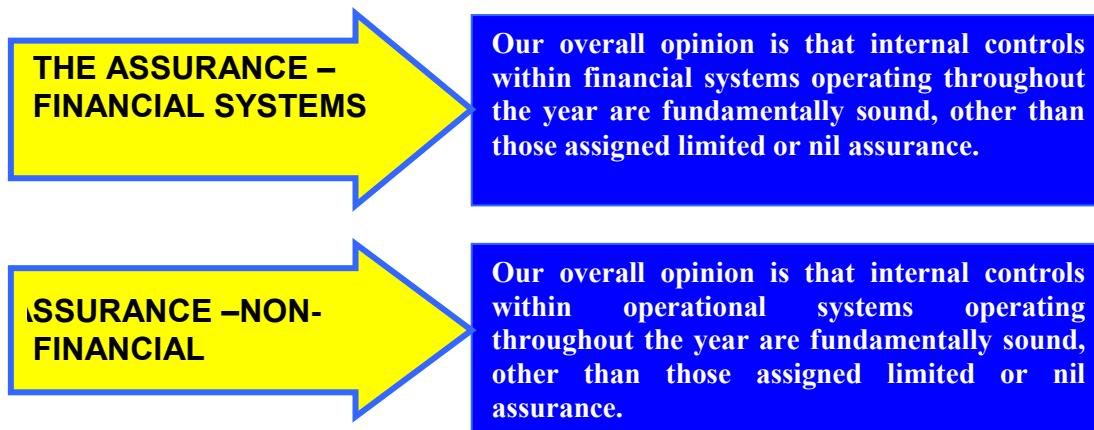 THE ASSURANCE –
FINANCIAL SYSTEMS
Our overall opinion is that internal controls
within financial systems operating throughout
the year are fundamentally sound, other than
those assigned limited or nil assurance.
ASSURANCE –NON-
FINANCIAL
Our overall opinion is that internal controls
within operational systems operating
throughout the year are fundamentally sound,
other than those assigned limited or nil
assurance.